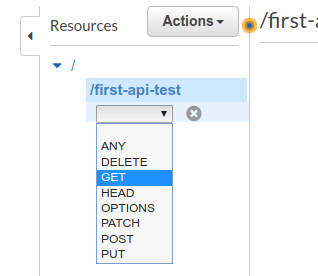 Resources
Actions
/first-a
/
/first-api-test
ANY
DELETE
GET
HEAD
OPTIONS
PATCH
POST
PUT